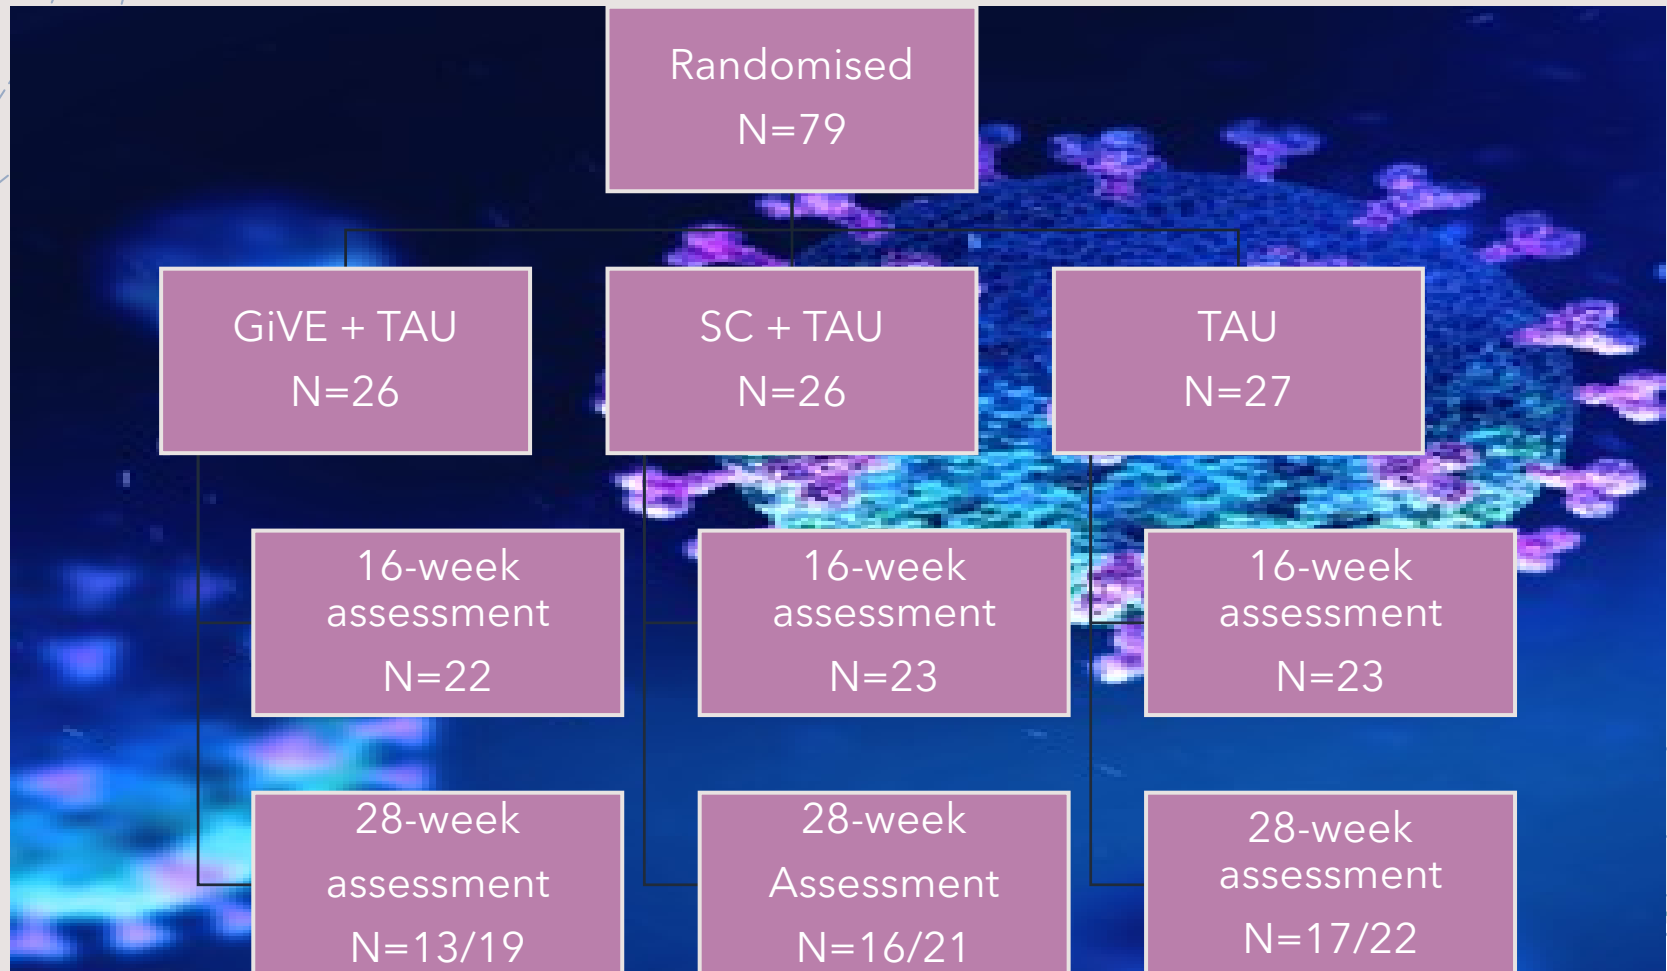 Randomised
N=79
GiVE + TAU
N=26
SC + TAU
N=26
TAU
N=27
16-week
assessment
N=22
16-week
assessment
N=23
16-week
assessment
N=23
28-week
assessment
N=13/19
28-week
Assessment
N=16/21
28-week
assessment
N=17/22